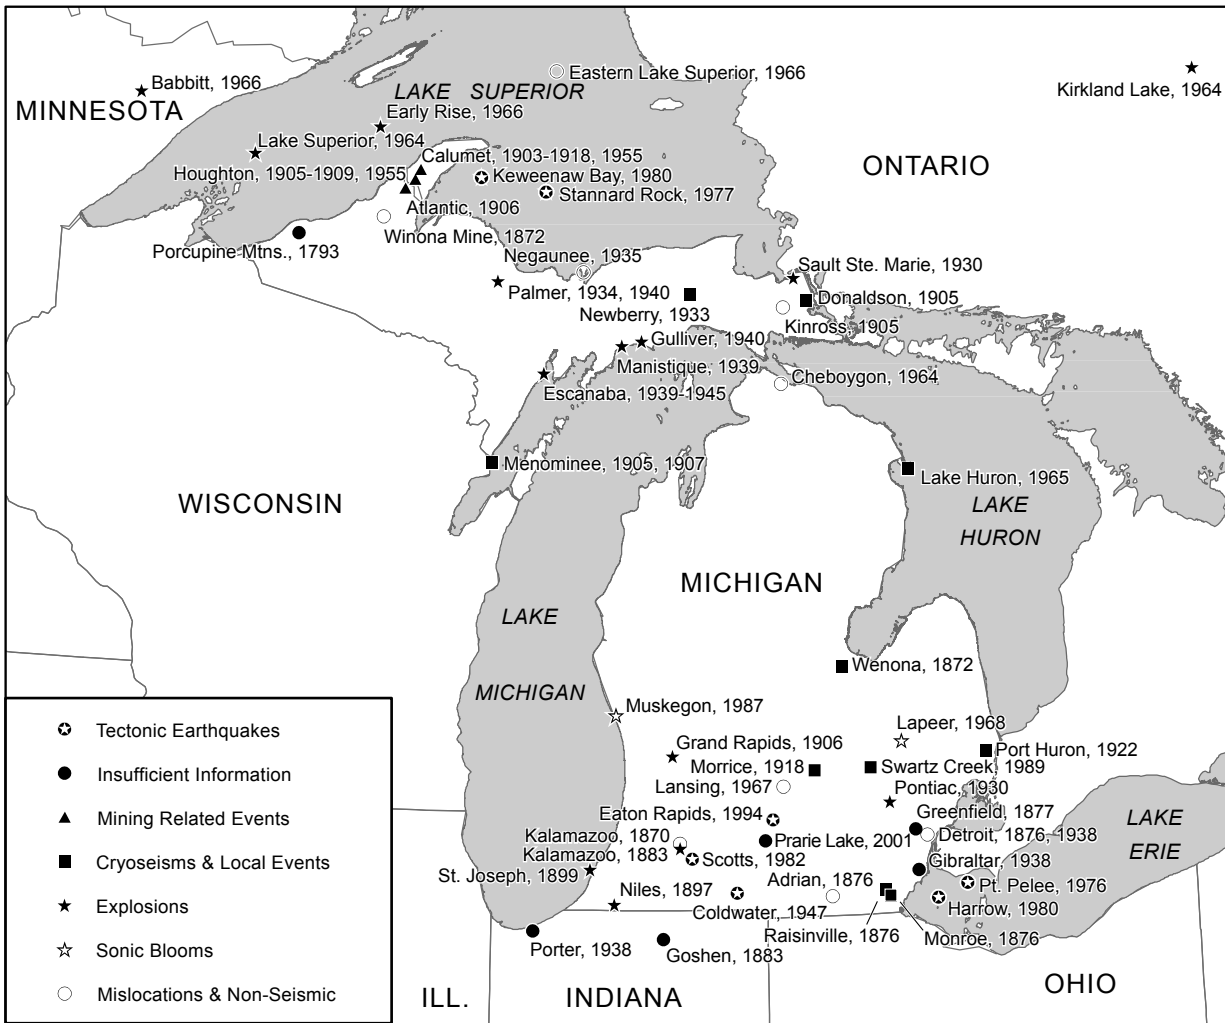 Eastern Lake Superior, 1966
Babbitt, 1966
Kirkland Lake, 1964
LAKE SUPERIOR
MINNESOTA
Early Rise, 1966
Lake Superior, 1964
Calumet, 1903-1918, 1955
ONTARIO
Houghton, 1905-1909, 1955
Keweenaw Bay, 1980
Stannard Rock, 1977
Atlantic, 1906
Winona Mine, 1872
Porcupine Mtns., 1793
Negaunee, 1935
Sault Ste. Marie, 1930
Palmer, 1934, 1940
Donaldson, 1905
Newberry, 1933
Kinross, 1905
Gulliver, 1940
Manistique, 1939
Cheboygon, 1964
Escanaba, 1939-1945
Menominee, 1905, 1907
Lake Huron, 1965
WISCONSIN
LAKE
HURON
MICHIGAN
LAKE
MICHIGAN
Wenona, 1872
Muskegon, 1987
Lapeer, 1968
Grand Rapids, 1906
Port Huron, 1922
Morrice, 1918
Swartz Creek, 1989
Lansing, 1967
Pontiac, 1930
Eaton Rapids, 1994
Greenfield, 1877
LAKE
ERIE
Kalamazoo, 1870
Prarie Lake, 2001
Detroit, 1876, 1938
Kalamazoo, 1883
Scotts, 1982
Gibraltar, 1938
St. Joseph, 1899
Adrian, 1876
Pt. Pelee, 1976
Niles, 1897
Harrow, 1980
Coldwater, 1947
Raisinville, 1876
Monroe, 1876
Porter, 1938
Goshen, 1883
ILL.
INDIANA
OHIO
Tectonic Earthquakes
Insufficient Information
Mining Related Events
Cryoseisms & Local Events
Explosions
Sonic Blooms
Mislocations & Non-Seismic